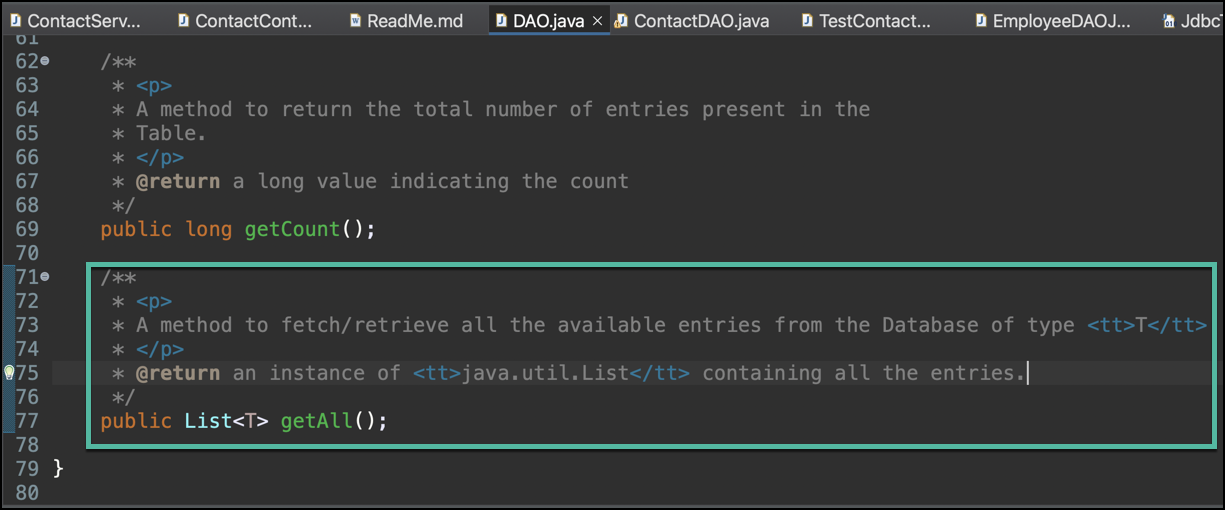 ContactServ... ContactCont... ReadMe.md DAO.java ContactDAO.java TestContact... EmployeeDAOJ... JdbcT
61
62 /**
63 * <p>
64 * A method to return the total number of entries present in the
65 * Table.
66 * </p>
67 * @return a long value indicating the count
68 */
69 public long getCount();
70
71 /**
72 * <p>
73 * A method to fetch/retrieve all the available entries from the Database of type <tt>T</tt>
74 * </p>
75 * @return an instance of <tt>java.util.List</tt> containing all the entries.
76 */
77 public List<T> getAll();
78
79 }
80